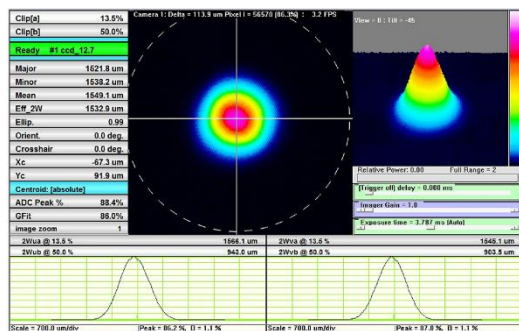 Clip[a] 13.5%
Clip[b] 50.0%
Ready #1 ccd_12.7
Major 1621.8 um
Minor 1538.2 um
Mean 1549.1 um
Eff_2W 1532.9 um
Ellip. 0.99
Orient. 0.0 deg.
Crosshair 0.0 deg.
Xc -67.3 um
Yc 91.9 um
Centroid: [absolute]
ADC Peak % 88.4%
GFit 86.0%
image zoom 1
Camera 1: Delta = 113.9 um Pixel I = 56570 (86.3%) : 3.2 FPS
View = 0 : Tilt = -45
Relative Power: 0.00 Full Range = 2
[Trigger off] delay = 0.000 ms
Imager Gain = 1.0
Exposure time = 3.787 ms [Auto]
2Wua @ 13.5 % 1566.1 um
2Wub @ 50.0 % 943.0 um
2Wva @ 13.5 % 1545.1 um
2Wvb @ 50.0 % 903.5 um
Scale = 700.0 um/div Peak = 86.2 %, B = 1.1 %
Scale = 700.0 um/div Peak = 87.0 %, B = 1.1 %